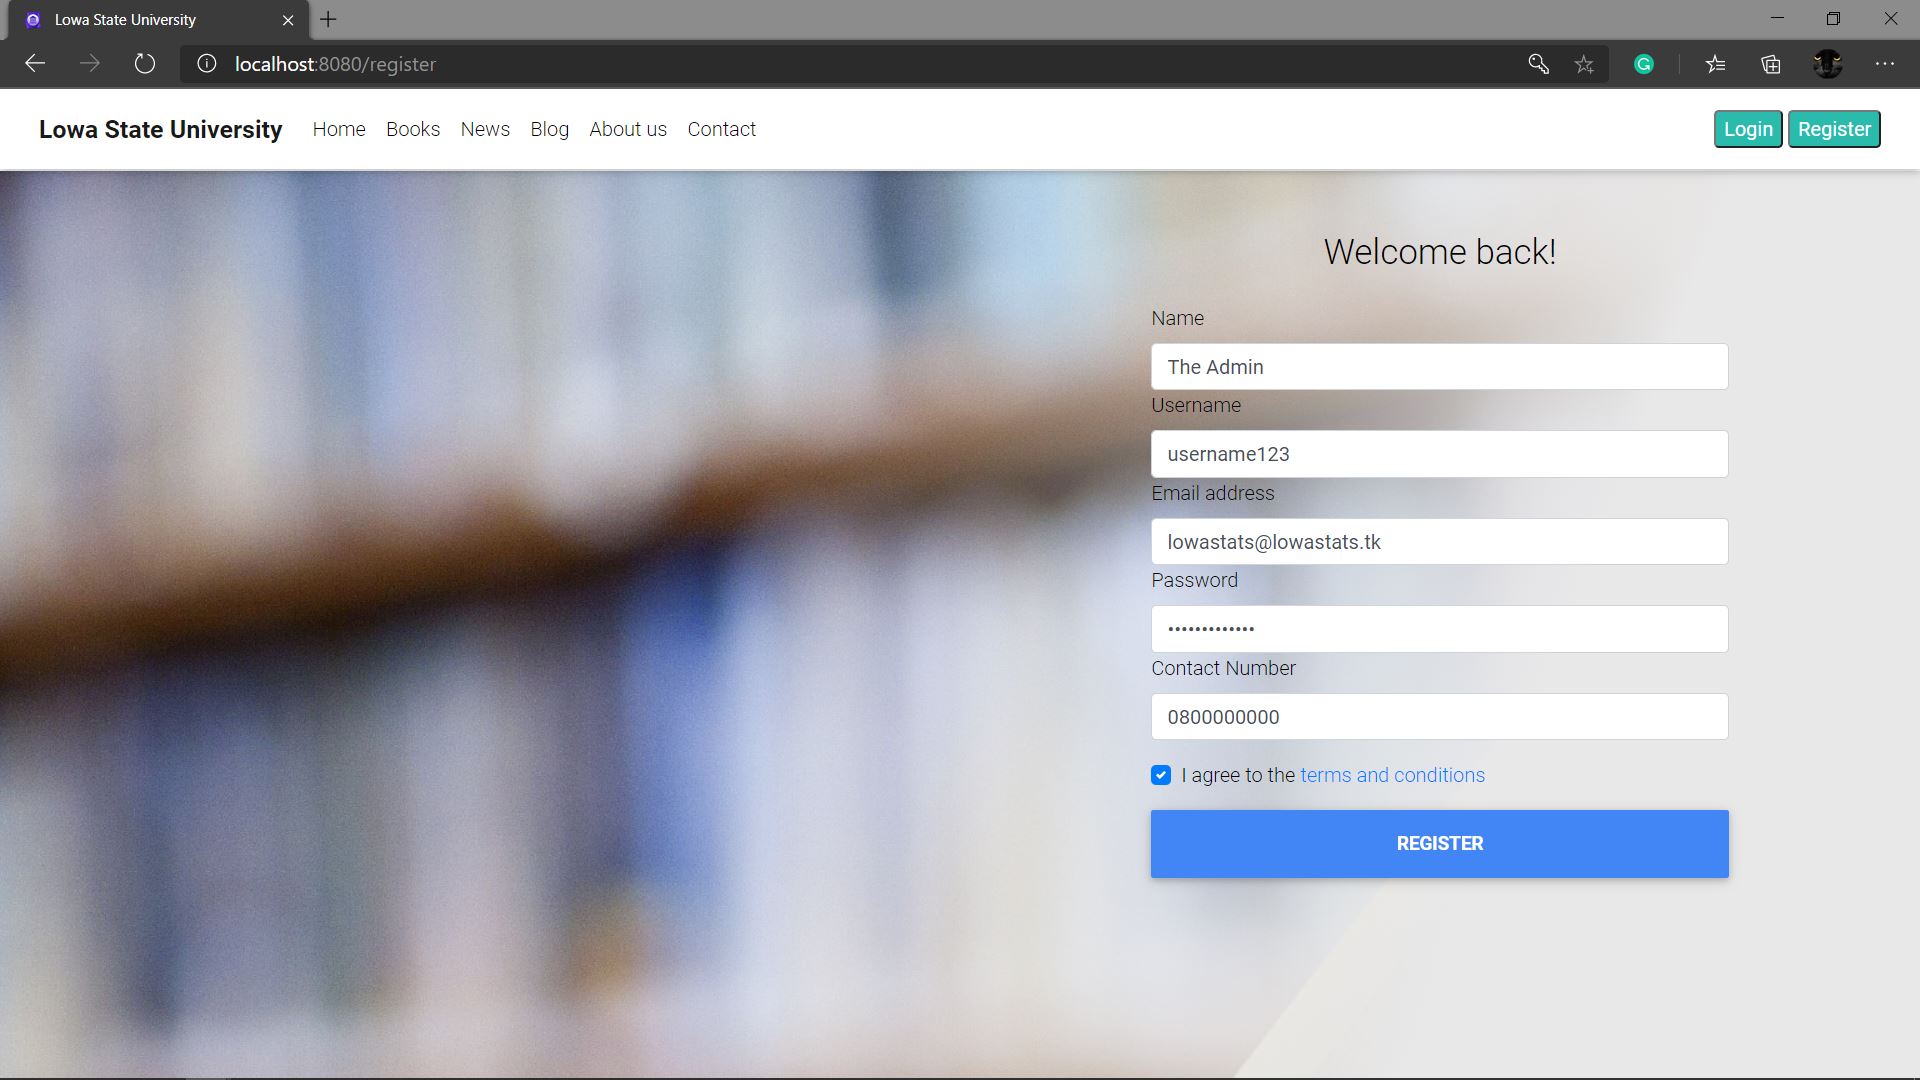 Lowa State University
localhost:8080/register
Lowa State University Home Books News Blog About us Contact Login Register
Welcome back!
Name
The Admin
Username
username123
Email address
lowastats@lowastats.tk
Password
•••••••••••••
Contact Number
0800000000
I agree to the terms and conditions
REGISTER